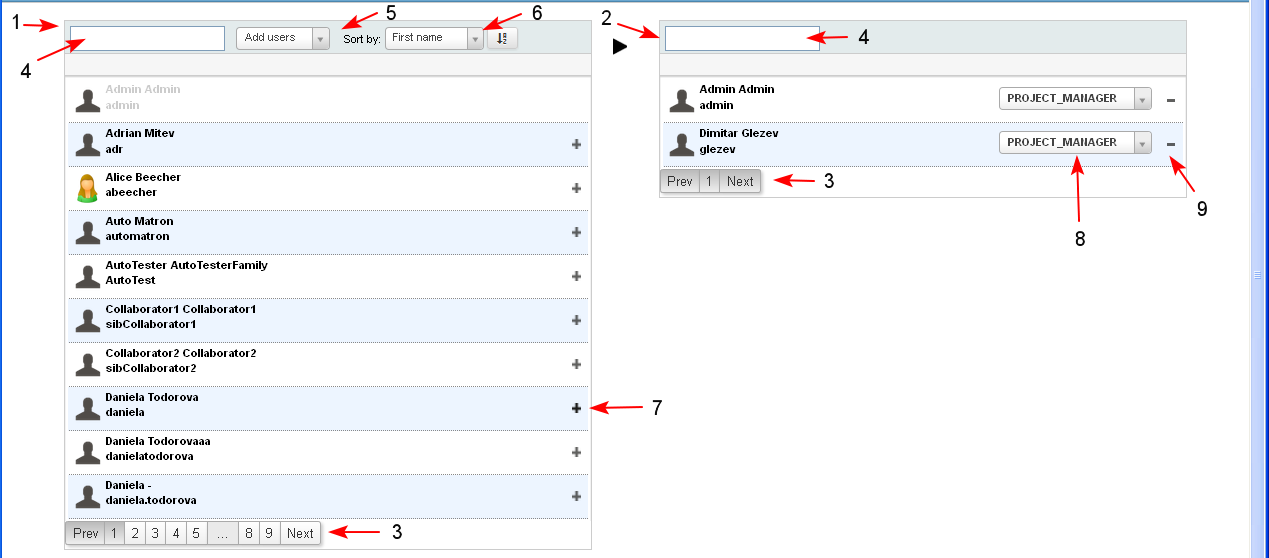 1
5
6
2
Add users
Sort by:
First name
4
4
Admin Admin
admin
Adrian Mitev
adr
Alice Beecher
abeecher
Auto Matron
automatron
AutoTester AutoTesterFamily
AutoTest
Collaborator1 Collaborator1
sibCollaborator1
Collaborator2 Collaborator2
sibCollaborator2
Daniela Todorova
daniela
7
Daniela Todorovaaa
danielatodorova
Daniela -
daniela.todorova
Prev 1 2 3 4 5 ... 8 9 Next
3
Admin Admin
admin
PROJECT_MANAGER
Dimitar Glezev
glezev
PROJECT_MANAGER
Prev 1 Next
3
8
9